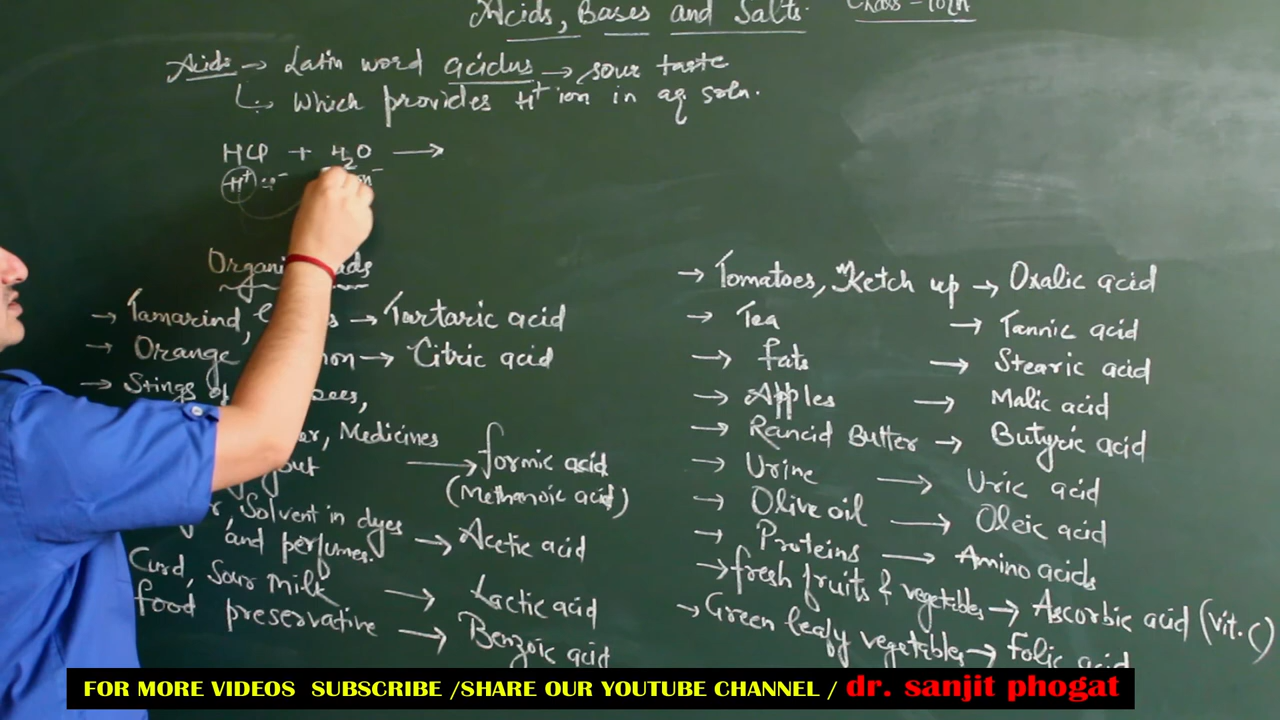 Acids, Bases and Salts. Class - 10th
Acids → Latin word acidus → sour taste
↳ Which provides H+ ion in aq soln.
HCl + H2O →
H+ Cl-
Tamarind, → Tartaric acid
Orange → Citric acid
→ Stings of Bees,
, Medicines
→ formic acid
(Methanoic acid)
, Solvent in dyes
and perfumes. → Acetic acid
Curd, Sour Milk → Lactic acid
food preservative → Benzoic acid
→ Tomatoes, Ketch up → Oxalic acid
→ Tea → Tannic acid
→ fats → Stearic acid
→ Apples → Malic acid
→ Rancid Butter → Butyric acid
→ Urine → Uric acid
→ Olive oil → Oleic acid
→ Proteins → Amino acids
→ fresh fruits & vegetables → Ascorbic acid (vit. C)
→ Green leafy vegetables → Folic acid
FOR MORE VIDEOS SUBSCRIBE /SHARE OUR YOUTUBE CHANNEL / dr. sanjit phogat